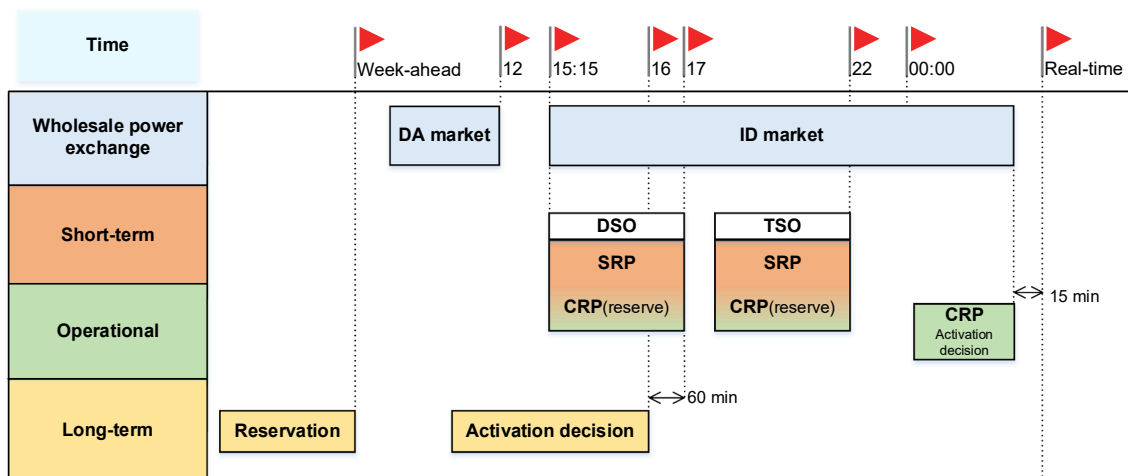 Time
Week-ahead
12
15:15
16
17
22
00:00
Real-time
Wholesale power
exchange
DA market
ID market
Short-term
DSO
TSO
SRP
SRP
CRP(reserve)
CRP(reserve)
15 min
Operational
CRP
Activation
decision
60 min
Long-term
Reservation
Activation decision